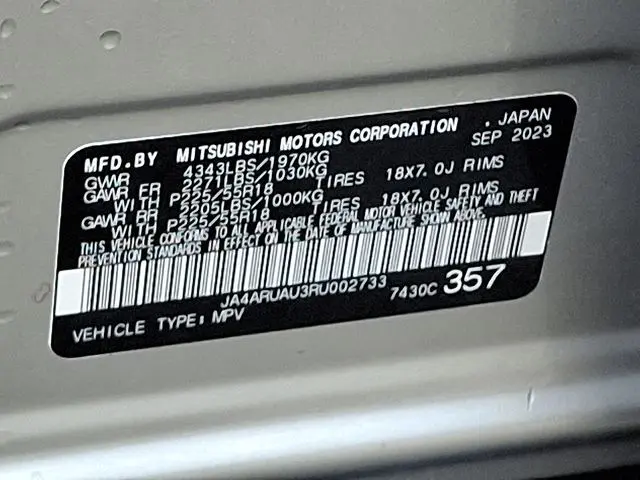 MFD. BY MITSUBISHI MOTORS CORPORATION . JAPAN
SEP 2023
GVWR 4343LBS/1970KG
GAWR FR 2271LBS/1030KG
WITH P225/55R18 TIRES 18X7.0J RIMS
GAWR RR 2205LBS/1000KG
WITH P225/55R18 TIRES 18X7.0J RIMS
THIS VEHICLE CONFORMS TO ALL APPLICABLE FEDERAL MOTOR VEHICLE SAFETY AND THEFT
PREVENTION STANDARDS IN EFFECT ON THE DATE OF MANUFACTURE SHOWN ABOVE.
JA4ARUAU3RU002733
7430C 357
VEHICLE TYPE: MPV